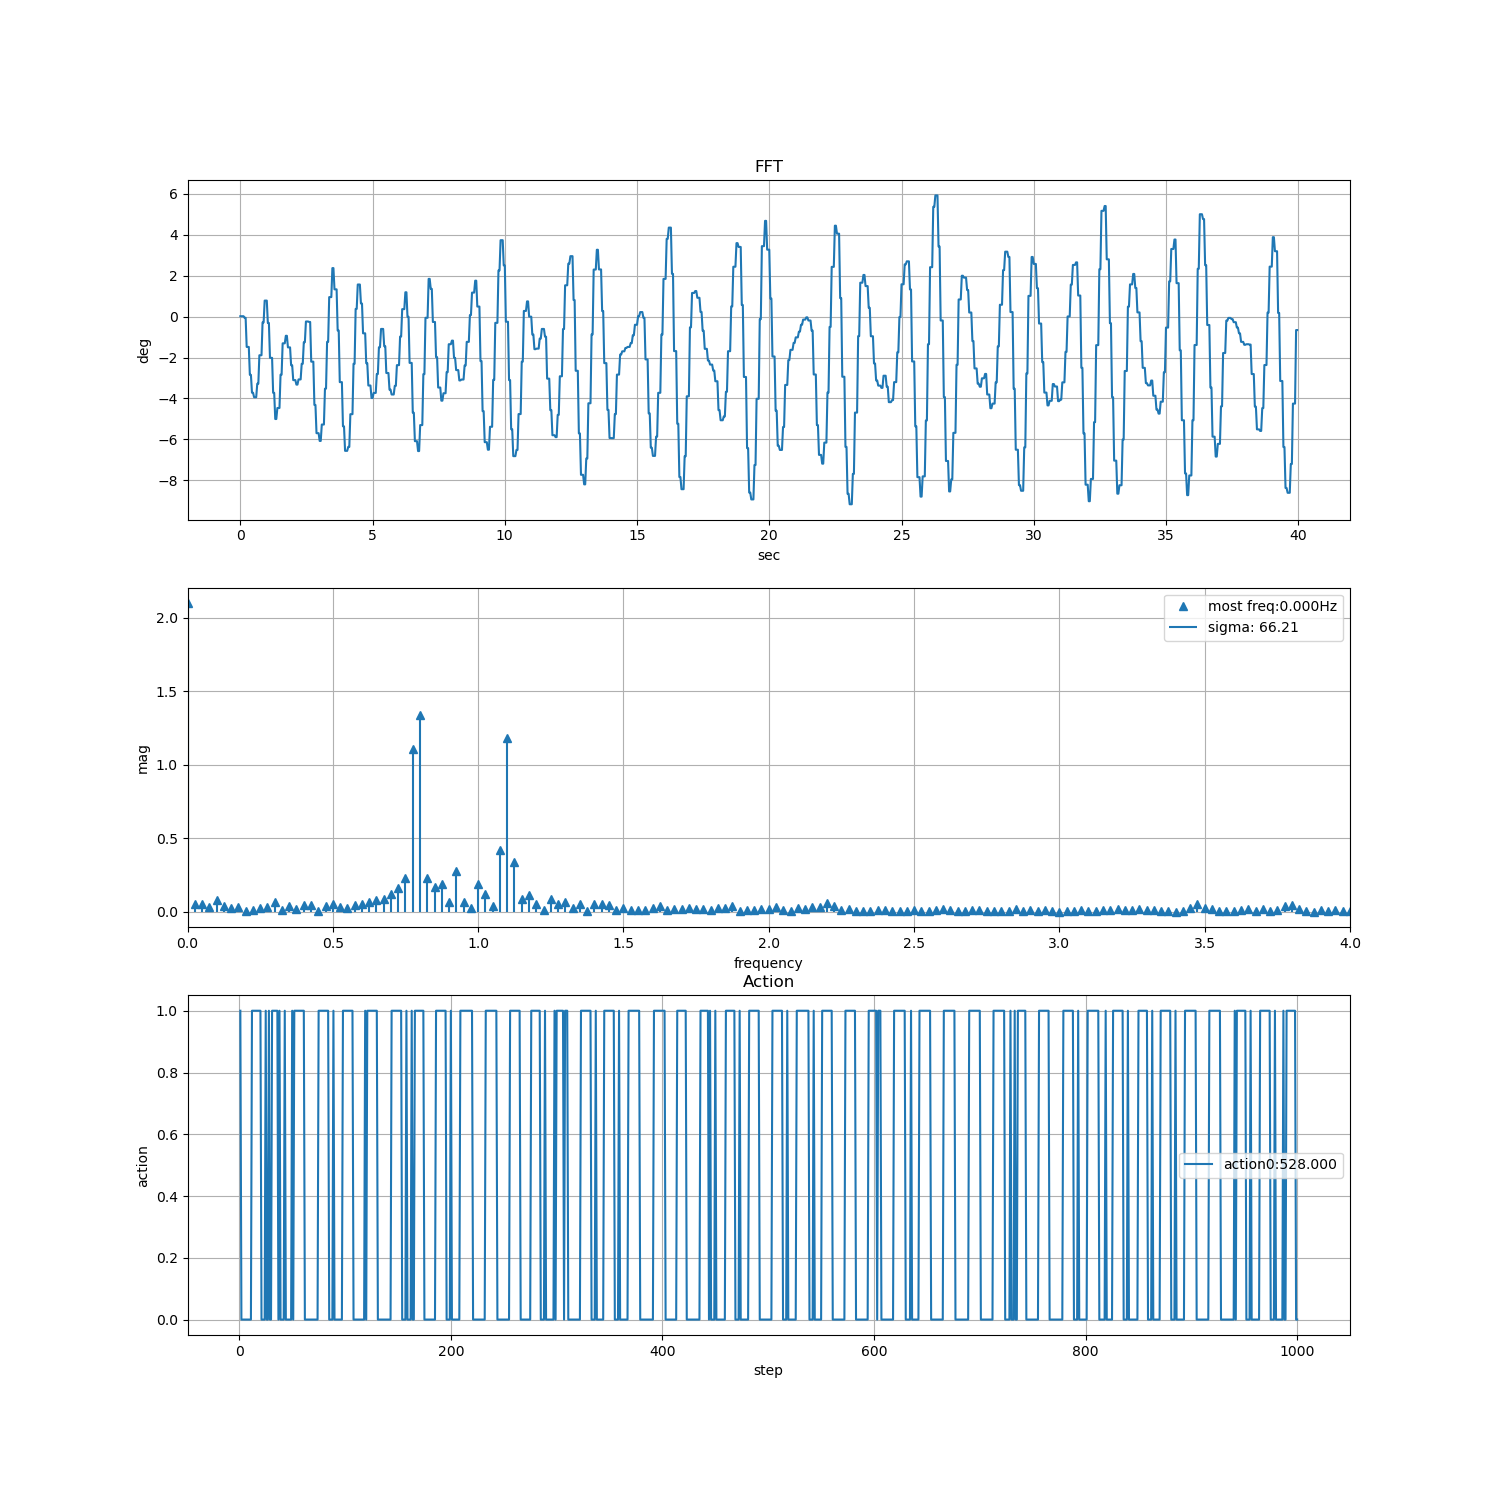 FFT
6
4
2
0
−2
−4
−6
−8
deg
0 5 10 15 20 25 30 35 40
sec
2.0
1.5
1.0
0.5
0.0
mag
most freq:0.000Hz
sigma: 66.21
0.0 0.5 1.0 1.5 2.0 2.5 3.0 3.5 4.0
frequency
Action
1.0
0.8
0.6
0.4
0.2
0.0
action
action0:528.000
0 200 400 600 800 1000
step